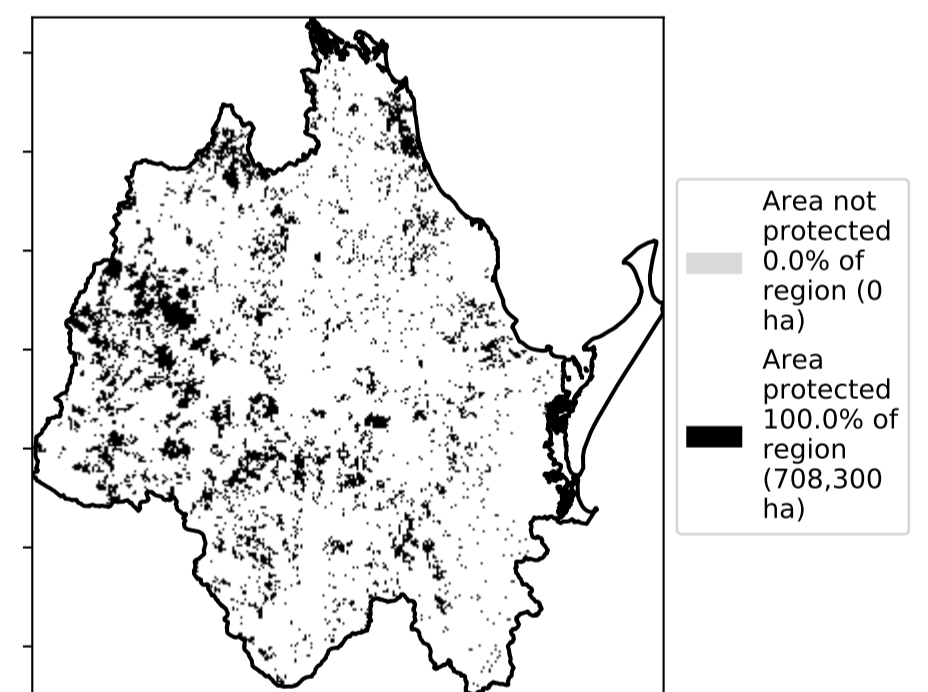 Area not
protected
0.0% of
region (0
ha)
Area
protected
100.0% of
region
(708,300
ha)